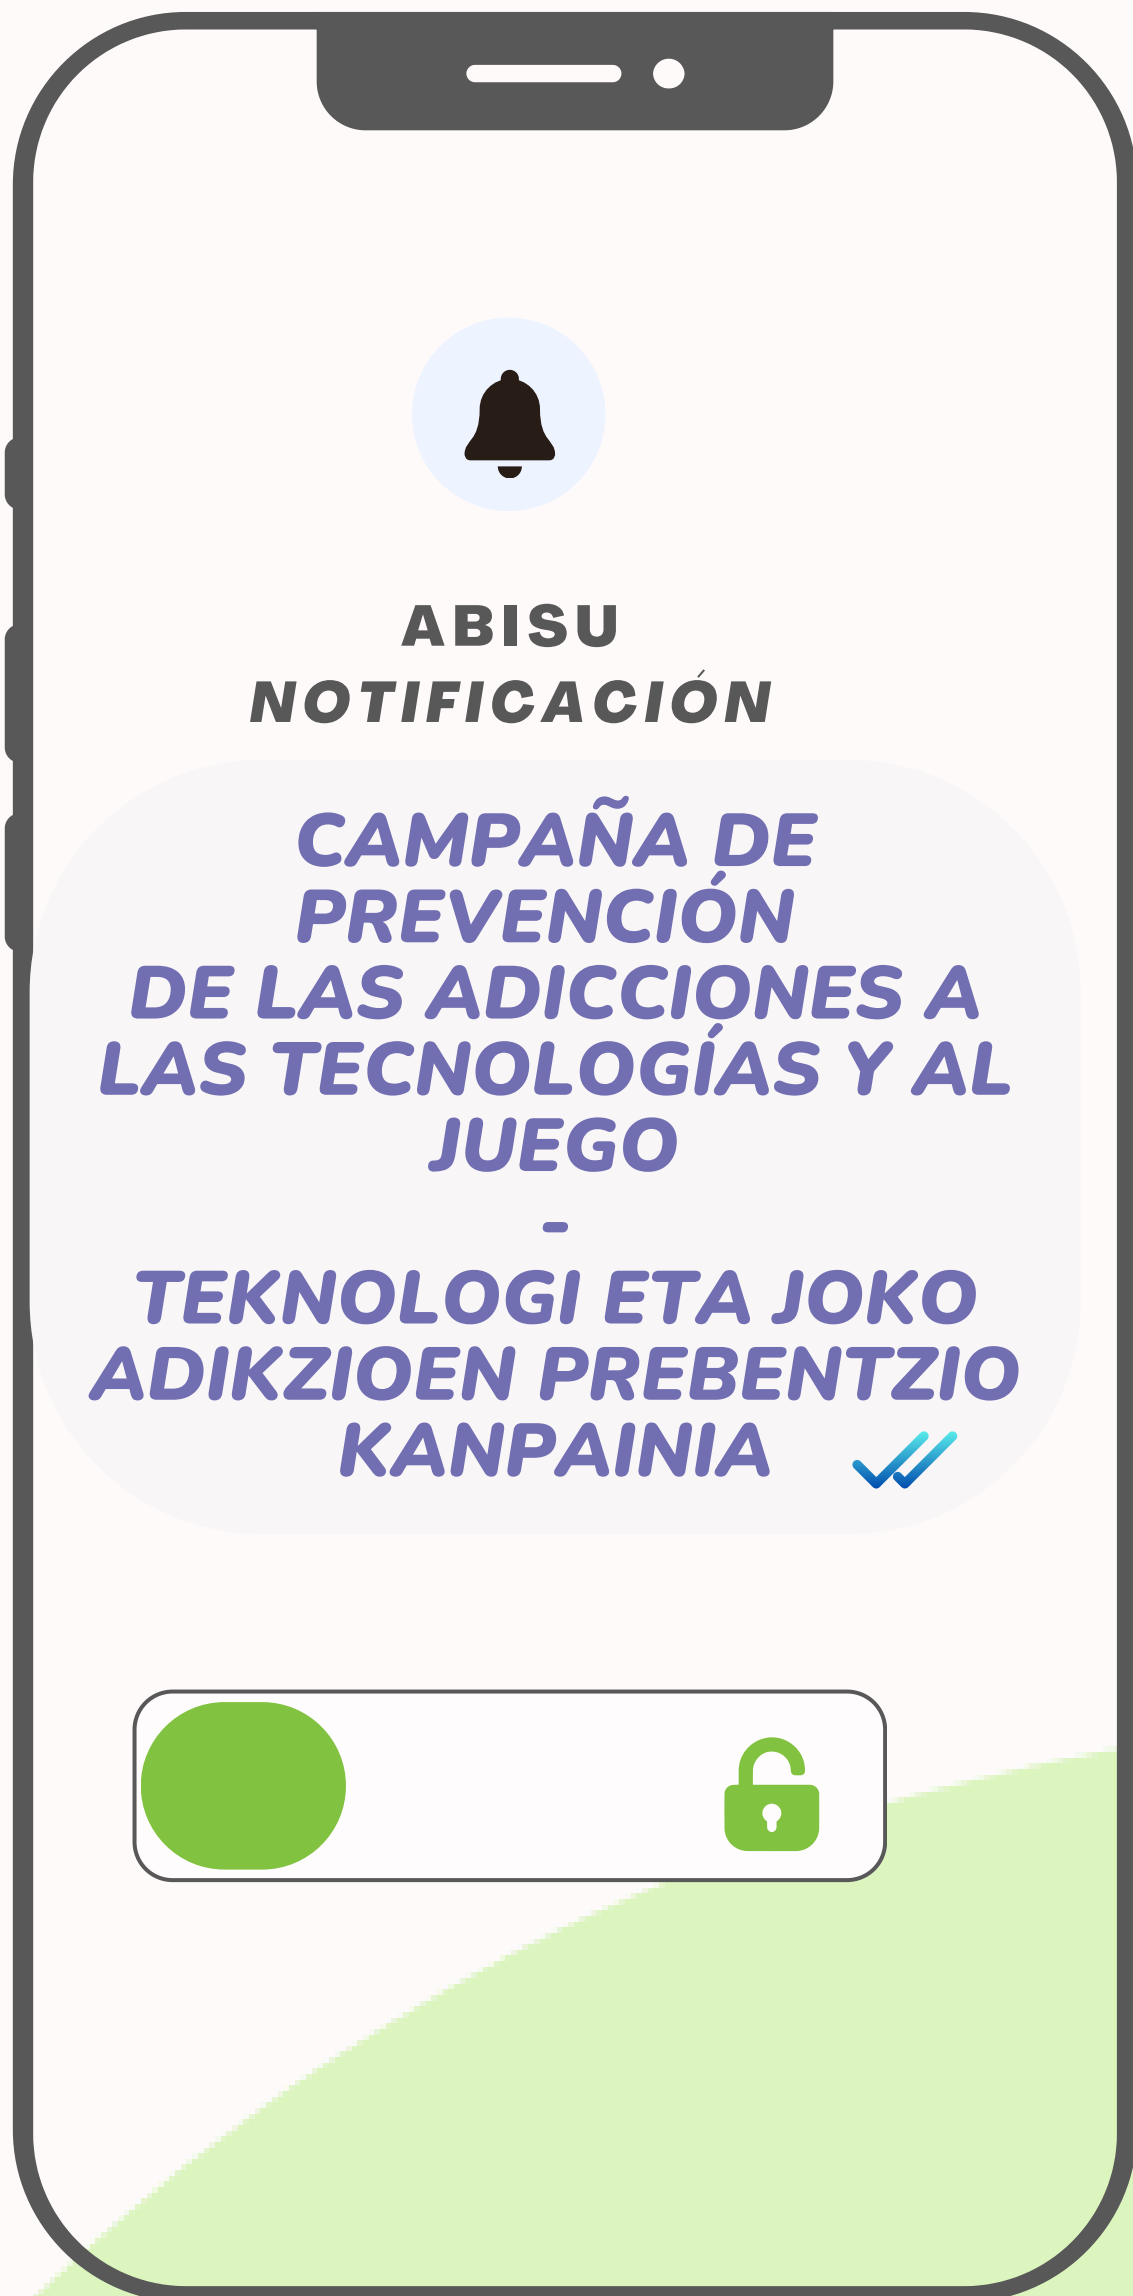 ABISU
NOTIFICACIÓN
CAMPAÑA DE
PREVENCIÓN
DE LAS ADICCIONES A
LAS TECNOLOGÍAS Y AL
JUEGO
-
TEKNOLOGI ETA JOKO
ADIKZIOEN PREBENTZIO
KANPAINIA